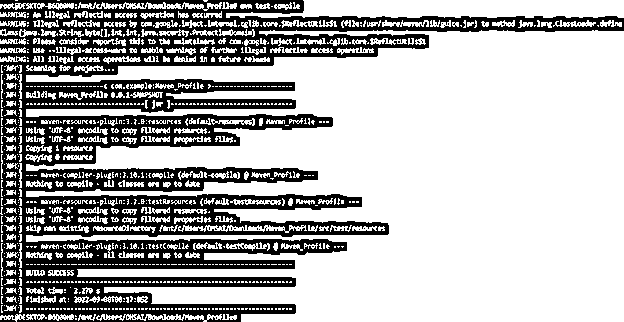 root@DESKTOP-B6Q00HB:/mnt/c/Users/OMSAI/Downloads/Maven_Profile# mvn test-compile
WARNING: An illegal reflective access operation has occurred
WARNING: Illegal reflective access by com.google.inject.internal.cglib.core.$ReflectUtils$1 (file:/usr/share/maven/lib/guice.jar) to method java.lang.ClassLoader.define
Class(java.lang.String,byte[],int,int,java.security.ProtectionDomain)
WARNING: Please consider reporting this to the maintainers of com.google.inject.internal.cglib.core.$ReflectUtils$1
WARNING: Use --illegal-access=warn to enable warnings of further illegal reflective access operations
WARNING: All illegal access operations will be denied in a future release
[INFO] Scanning for projects...
[INFO]
[INFO] ----------------------< com.example:Maven_Profile >----------------------
[INFO] Building Maven_Profile 0.0.1-SNAPSHOT
[INFO] --------------------------------[ jar ]---------------------------------
[INFO]
[INFO] --- maven-resources-plugin:3.2.0:resources (default-resources) @ Maven_Profile ---
[INFO] Using 'UTF-8' encoding to copy filtered resources.
[INFO] Using 'UTF-8' encoding to copy filtered properties files.
[INFO] Copying 1 resource
[INFO] Copying 0 resource
[INFO]
[INFO] --- maven-compiler-plugin:3.10.1:compile (default-compile) @ Maven_Profile ---
[INFO] Nothing to compile - all classes are up to date
[INFO]
[INFO] --- maven-resources-plugin:3.2.0:testResources (default-testResources) @ Maven_Profile ---
[INFO] Using 'UTF-8' encoding to copy filtered resources.
[INFO] Using 'UTF-8' encoding to copy filtered properties files.
[INFO] skip non existing resourceDirectory /mnt/c/Users/OMSAI/Downloads/Maven_Profile/src/test/resources
[INFO]
[INFO] --- maven-compiler-plugin:3.10.1:testCompile (default-testCompile) @ Maven_Profile ---
[INFO] Nothing to compile - all classes are up to date
[INFO] ------------------------------------------------------------------------
[INFO] BUILD SUCCESS
[INFO] ------------------------------------------------------------------------
[INFO] Total time:  2.279 s
[INFO] Finished at: 2022-09-08T08:17:05Z
[INFO] ------------------------------------------------------------------------
root@DESKTOP-B6Q00HB:/mnt/c/Users/OMSAI/Downloads/Maven_Profile#